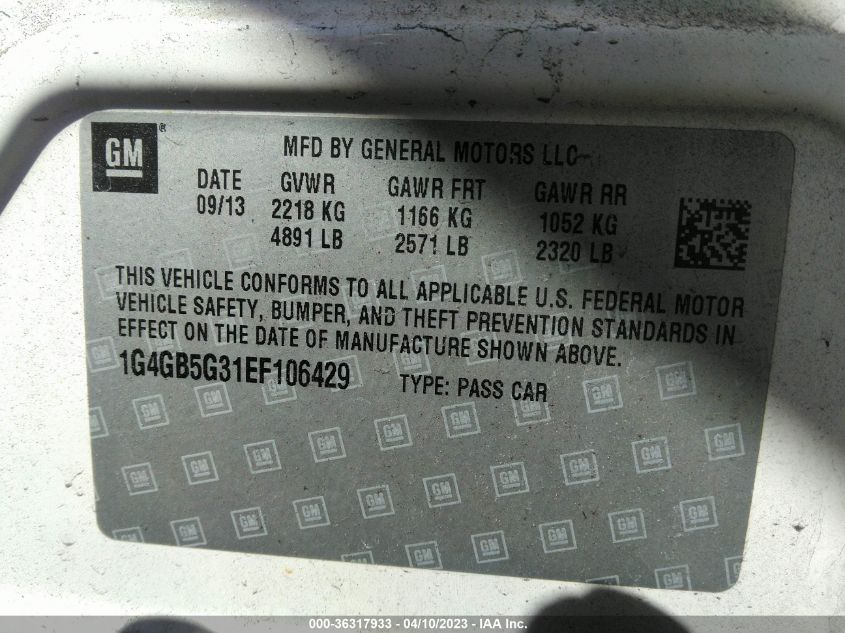 GM®
MFD BY GENERAL MOTORS LLC
DATE GVWR GAWR FRT GAWR RR
09/13 2218 KG 1166 KG 1052 KG
4891 LB 2571 LB 2320 LB
THIS VEHICLE CONFORMS TO ALL APPLICABLE U.S. FEDERAL MOTOR
VEHICLE SAFETY, BUMPER, AND THEFT PREVENTION STANDARDS IN
EFFECT ON THE DATE OF MANUFACTURE SHOWN ABOVE.
1G4GB5G31EF106429 TYPE: PASS CAR
000-36317933 - 04/10/2023 - IAA Inc.